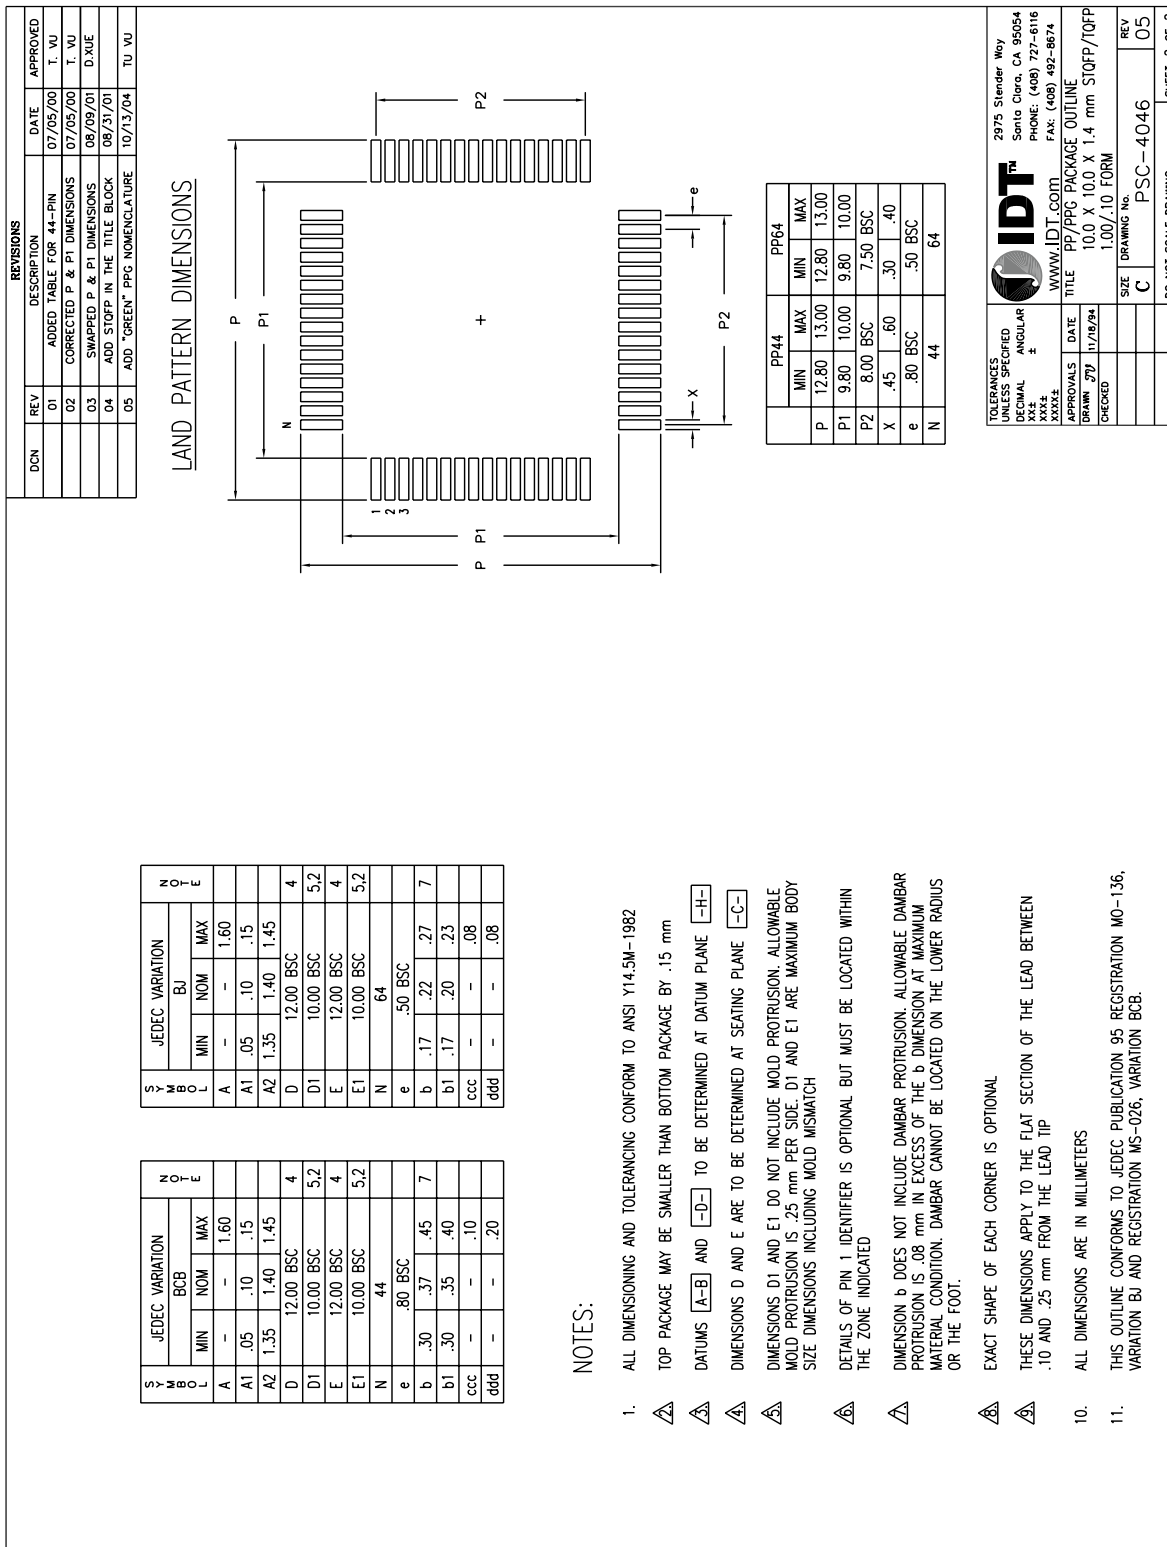 REVISIONS
DCN REV DESCRIPTION DATE APPROVED
01 ADDED TABLE FOR 44-PIN 07/05/00 T. VU
02 CORRECTED P & P1 DIMENSIONS 07/05/00 T. VU
03 SWAPPED P & P1 DIMENSIONS 08/09/01 D.XUE
04 ADD STQFP IN THE TITLE BLOCK 08/31/01
05 ADD "GREEN" PPG NOMENCLATURE 10/13/04 TU VU
JEDEC VARIATION
SYMBOL BCB NOTE
MIN NOM MAX
A – – 1.60
A1 .05 .10 .15
A2 1.35 1.40 1.45
D 12.00 BSC 4
D1 10.00 BSC 5,2
E 12.00 BSC 4
E1 10.00 BSC 5,2
N 44
e .80 BSC
b .30 .37 .45 7
b1 .30 .35 .40
ccc – – .10
ddd – – .20
JEDEC VARIATION
SYMBOL BJ NOTE
MIN NOM MAX
A – – 1.60
A1 .05 .10 .15
A2 1.35 1.40 1.45
D 12.00 BSC 4
D1 10.00 BSC 5,2
E 12.00 BSC 4
E1 10.00 BSC 5,2
N 64
e .50 BSC
b .17 .22 .27 7
b1 .17 .20 .23
ccc – – .08
ddd – – .08
LAND PATTERN DIMENSIONS
P
P1
N
1
2
3
P2
P
P1
e
X
P2
PP44 PP64
MIN MAX MIN MAX
P 12.80 13.00 12.80 13.00
P1 9.80 10.00 9.80 10.00
P2 8.00 BSC 7.50 BSC
X .45 .60 .30 .40
e .80 BSC .50 BSC
N 44 64
NOTES:
1. ALL DIMENSIONING AND TOLERANCING CONFORM TO ANSI Y14.5M-1982
2. TOP PACKAGE MAY BE SMALLER THAN BOTTOM PACKAGE BY .15 mm
3. DATUMS A-B AND -D- TO BE DETERMINED AT DATUM PLANE -H-
4. DIMENSIONS D AND E ARE TO BE DETERMINED AT SEATING PLANE -C-
5. DIMENSIONS D1 AND E1 DO NOT INCLUDE MOLD PROTRUSION. ALLOWABLE
MOLD PROTRUSION IS .25 mm PER SIDE. D1 AND E1 ARE MAXIMUM BODY
SIZE DIMENSIONS INCLUDING MOLD MISMATCH
6. DETAILS OF PIN 1 IDENTIFIER IS OPTIONAL BUT MUST BE LOCATED WITHIN
THE ZONE INDICATED
7. DIMENSION b DOES NOT INCLUDE DAMBAR PROTRUSION. ALLOWABLE DAMBAR
PROTRUSION IS .08 mm IN EXCESS OF THE b DIMENSION AT MAXIMUM
MATERIAL CONDITION. DAMBAR CANNOT BE LOCATED ON THE LOWER RADIUS
OR THE FOOT.
8. EXACT SHAPE OF EACH CORNER IS OPTIONAL
9. THESE DIMENSIONS APPLY TO THE FLAT SECTION OF THE LEAD BETWEEN
.10 AND .25 mm FROM THE LEAD TIP
10. ALL DIMENSIONS ARE IN MILLIMETERS
11. THIS OUTLINE CONFORMS TO JEDEC PUBLICATION 95 REGISTRATION MO-136,
VARIATION BJ AND REGISTRATION MS-026, VARIATION BCB.
TOLERANCES
UNLESS SPECIFIED
DECIMAL ANGULAR
XX± ±
XXX±
XXXX±
IDT™
www.IDT.com
2975 Stender Way
Santa Clara, CA 95054
PHONE: (408) 727-6116
FAX: (408) 492-8674
APPROVALS DATE
DRAWN 11/18/94
CHECKED
TITLE PP/PPG PACKAGE OUTLINE
10.0 X 10.0 X 1.4 mm STQFP/TQFP
1.00/.10 FORM
SIZE DRAWING No. REV
C PSC-4046 05